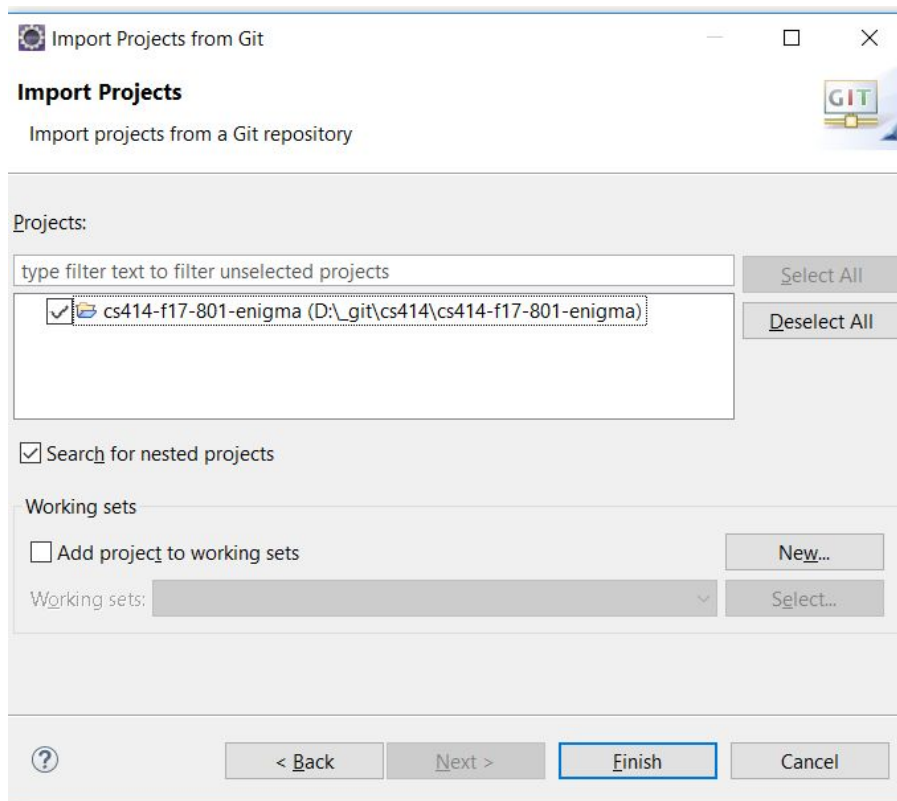 Import Projects from Git
Import Projects
GIT
Import projects from a Git repository
Projects:
type filter text to filter unselected projects
Select All
cs414-f17-801-enigma (D:\_git\cs414\cs414-f17-801-enigma)
Deselect All
Search for nested projects
Working sets
Add project to working sets
New...
Working sets:
Select...
?
< Back
Next >
Finish
Cancel